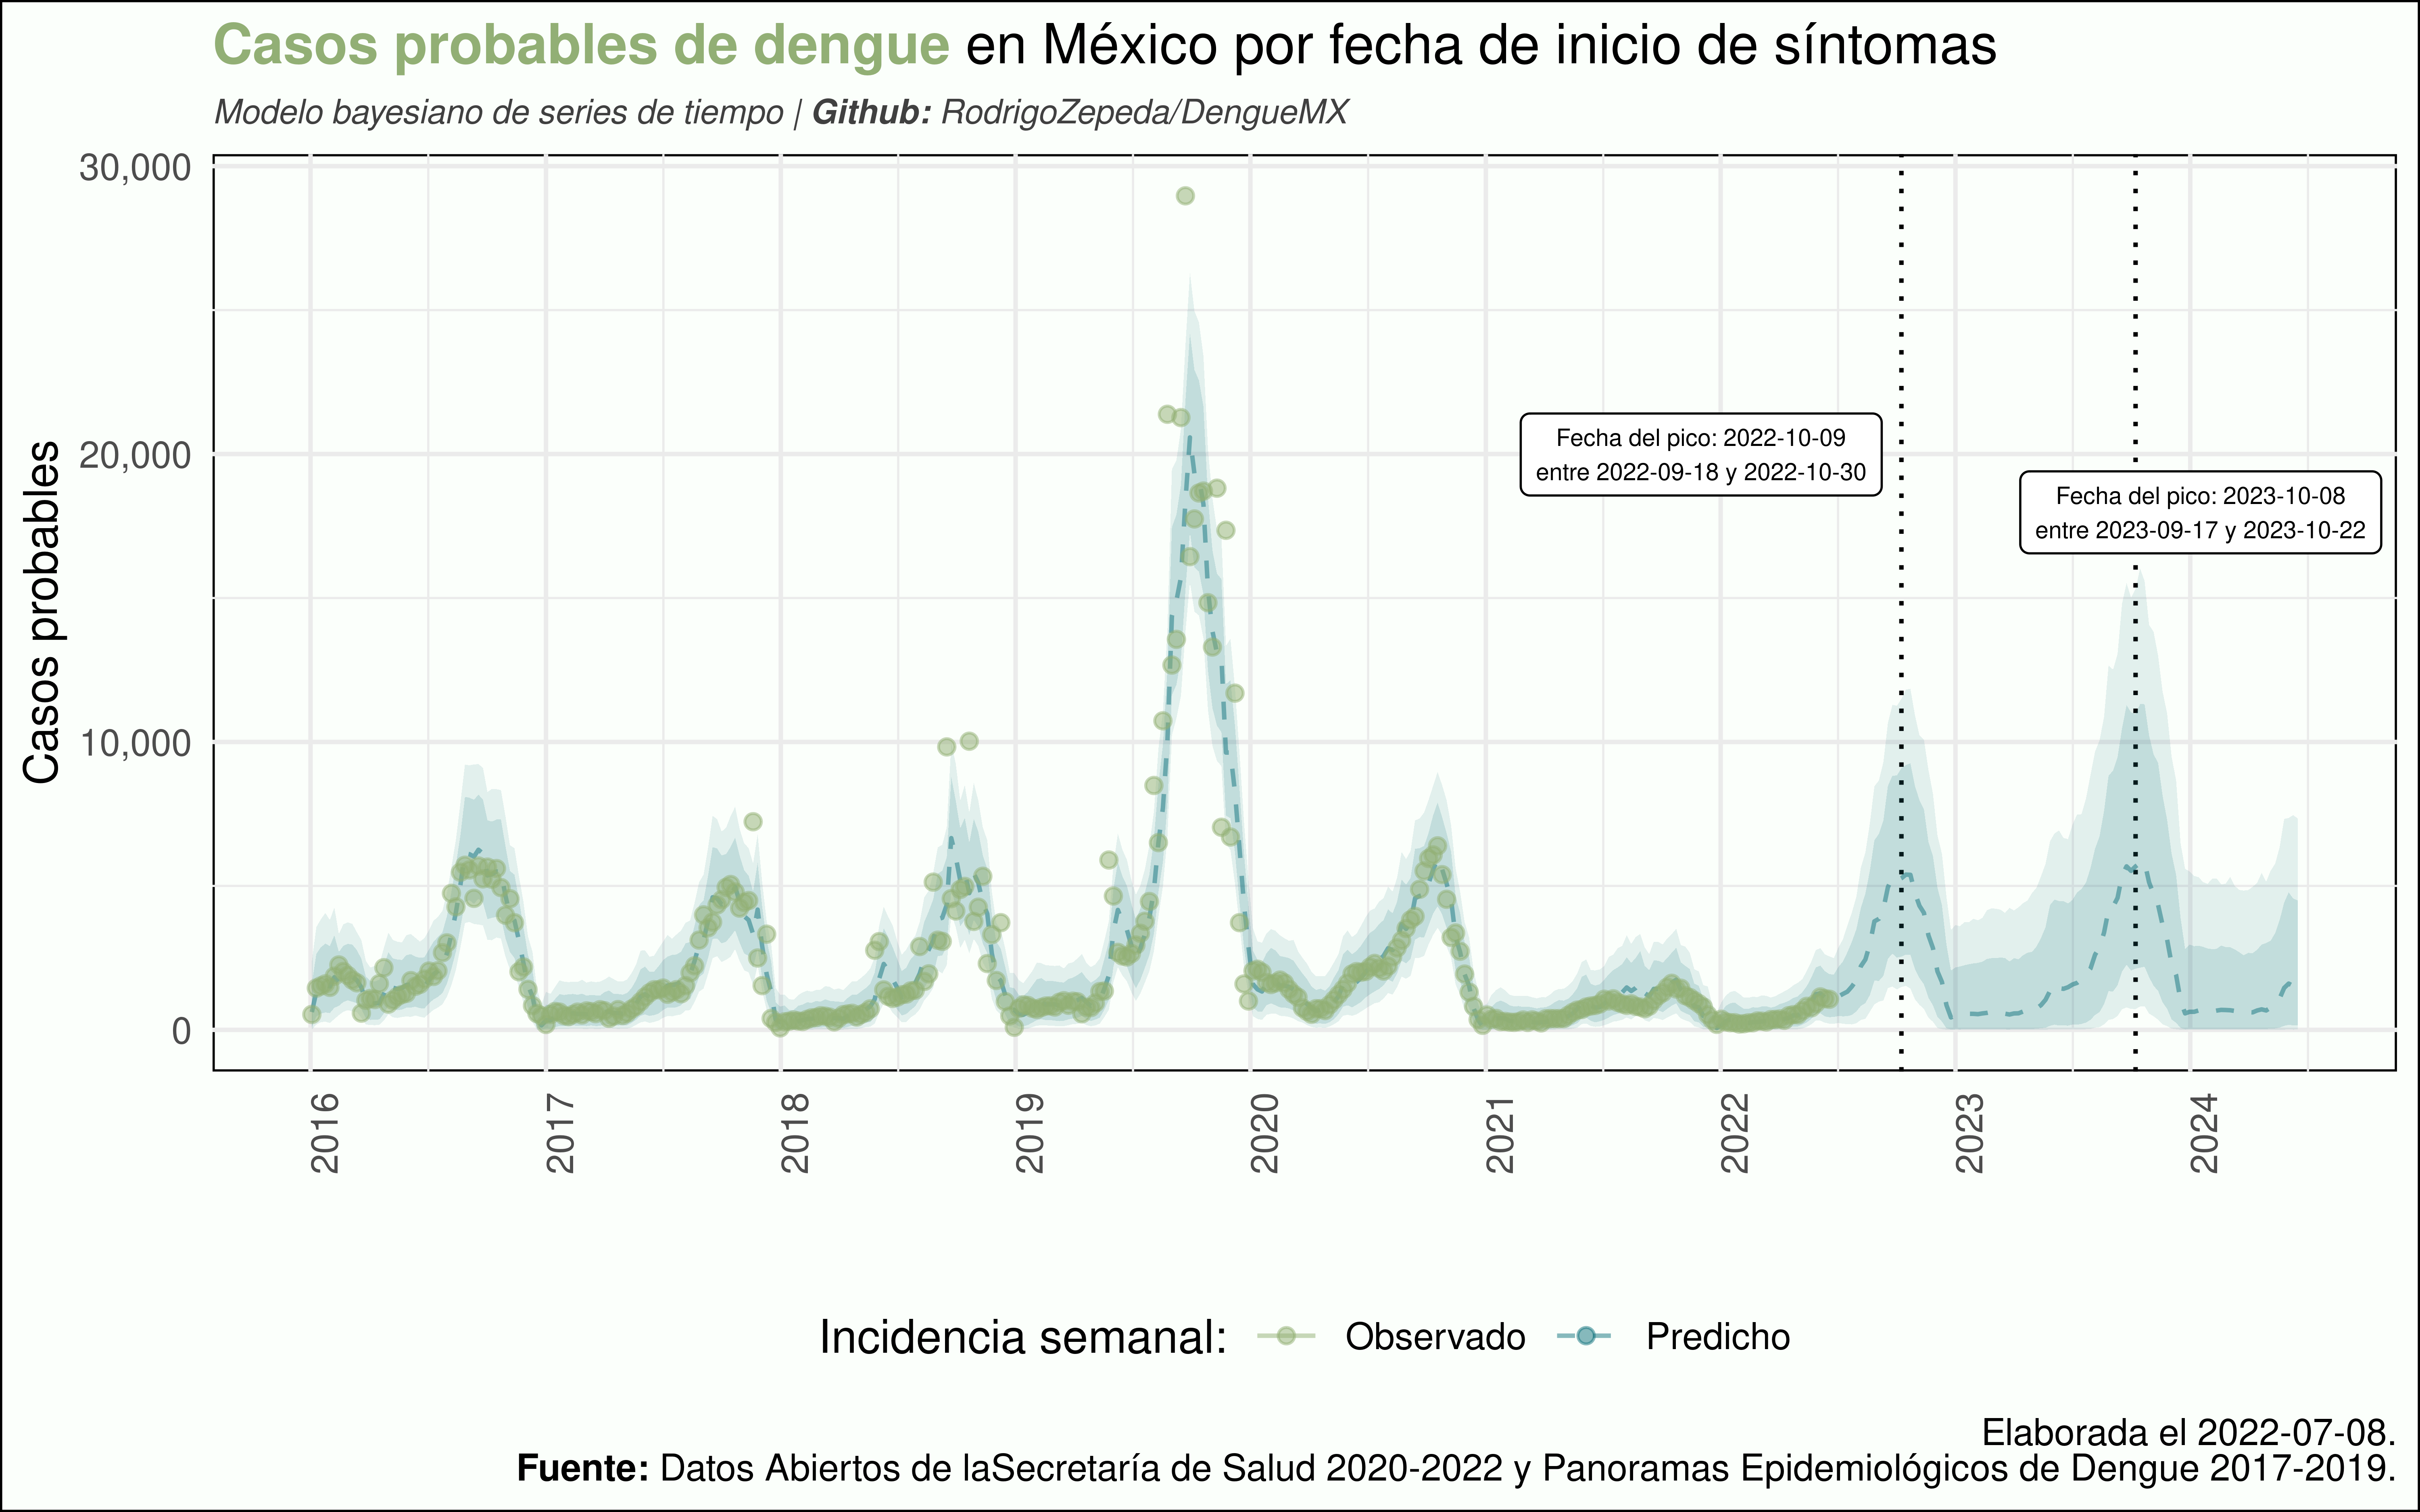 Casos probables de dengue en México por fecha de inicio de síntomas
Modelo bayesiano de series de tiempo | Github: RodrigoZepeda/DengueMX
Casos probables
30,000
20,000
10,000
0
Fecha del pico: 2022-10-09
entre 2022-09-18 y 2022-10-30
Fecha del pico: 2023-10-08
entre 2023-09-17 y 2023-10-22
2016
2017
2018
2019
2020
2021
2022
2023
2024
Incidencia semanal: Observado Predicho
Elaborada el 2022-07-08.
Fuente: Datos Abiertos de laSecretaría de Salud 2020-2022 y Panoramas Epidemiológicos de Dengue 2017-2019.